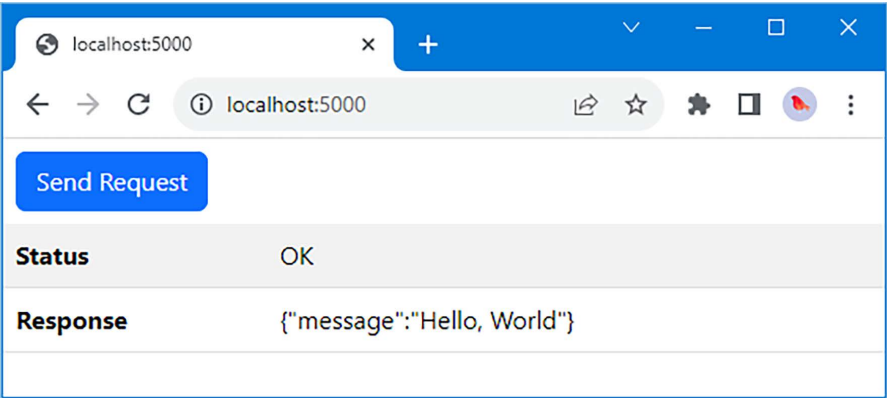 localhost:5000
localhost:5000
Send Request
Status OK
Response {"message":"Hello, World"}